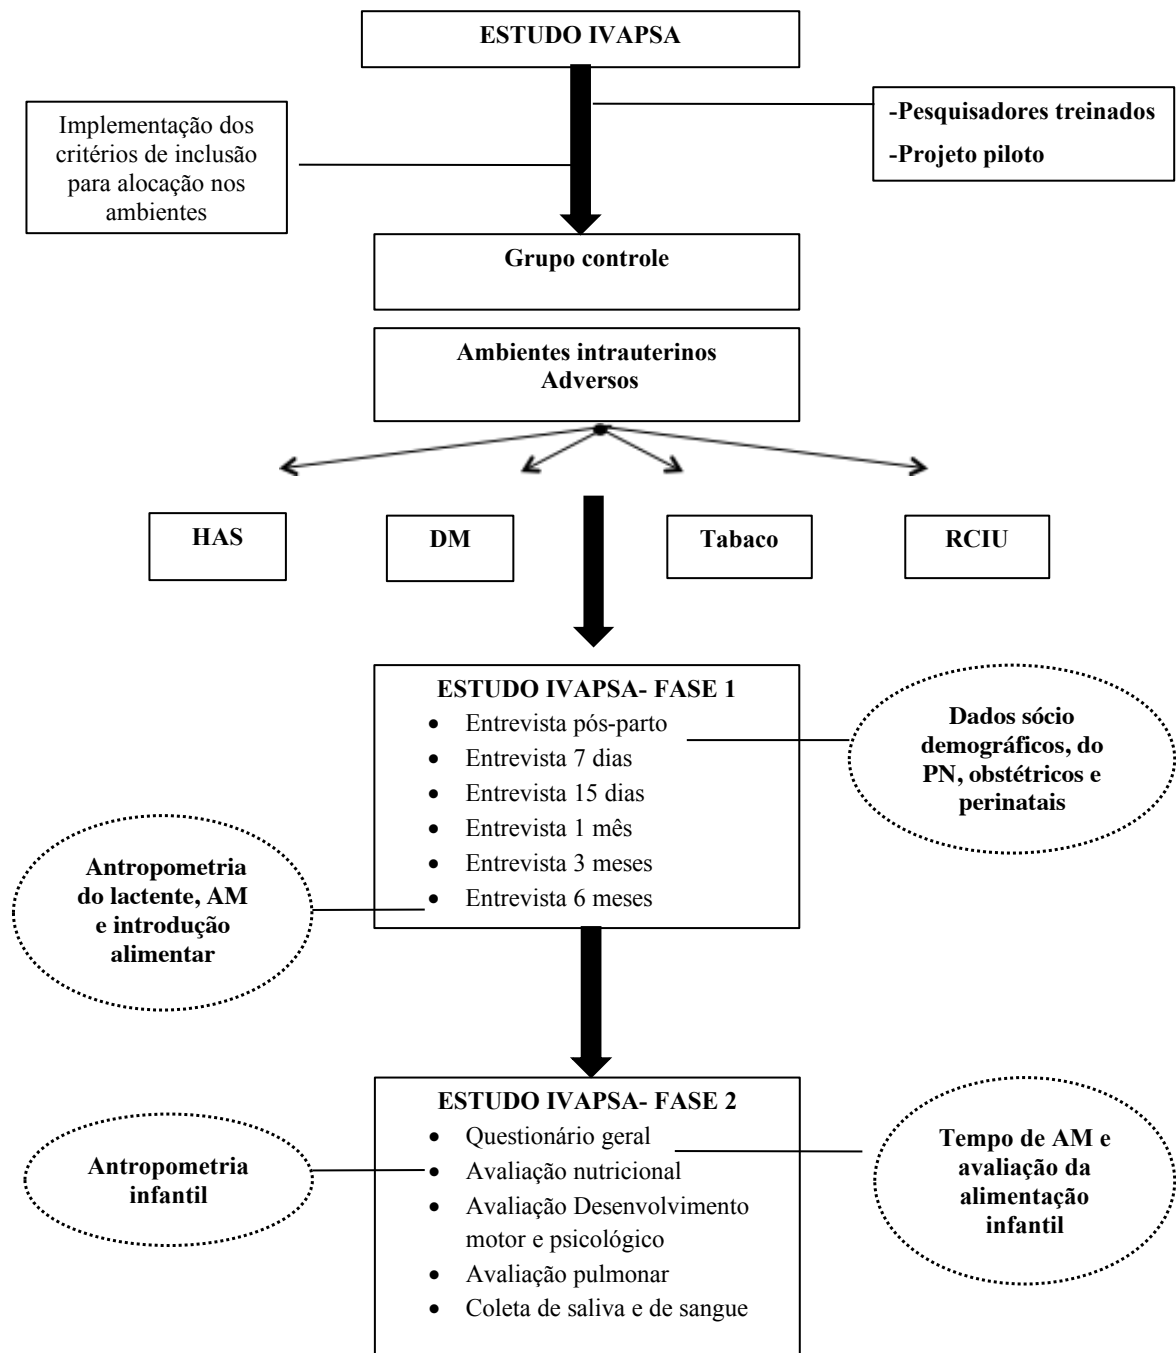 ESTUDO IVAPSA
Implementação dos
critérios de inclusão
para alocação nos
ambientes
-Pesquisadores treinados
-Projeto piloto
Grupo controle
Ambientes intrauterinos
Adversos
HAS
DM
Tabaco
RCIU
ESTUDO IVAPSA- FASE 1
• Entrevista pós-parto
• Entrevista 7 dias
• Entrevista 15 dias
• Entrevista 1 mês
• Entrevista 3 meses
• Entrevista 6 meses
Dados sócio
demográficos, do
PN, obstétricos e
perinatais
Antropometria
do lactente, AM
e introdução
alimentar
ESTUDO IVAPSA- FASE 2
• Questionário geral
• Avaliação nutricional
• Avaliação Desenvolvimento
motor e psicológico
• Avaliação pulmonar
• Coleta de saliva e de sangue
Antropometria
infantil
Tempo de AM e
avaliação da
alimentação
infantil